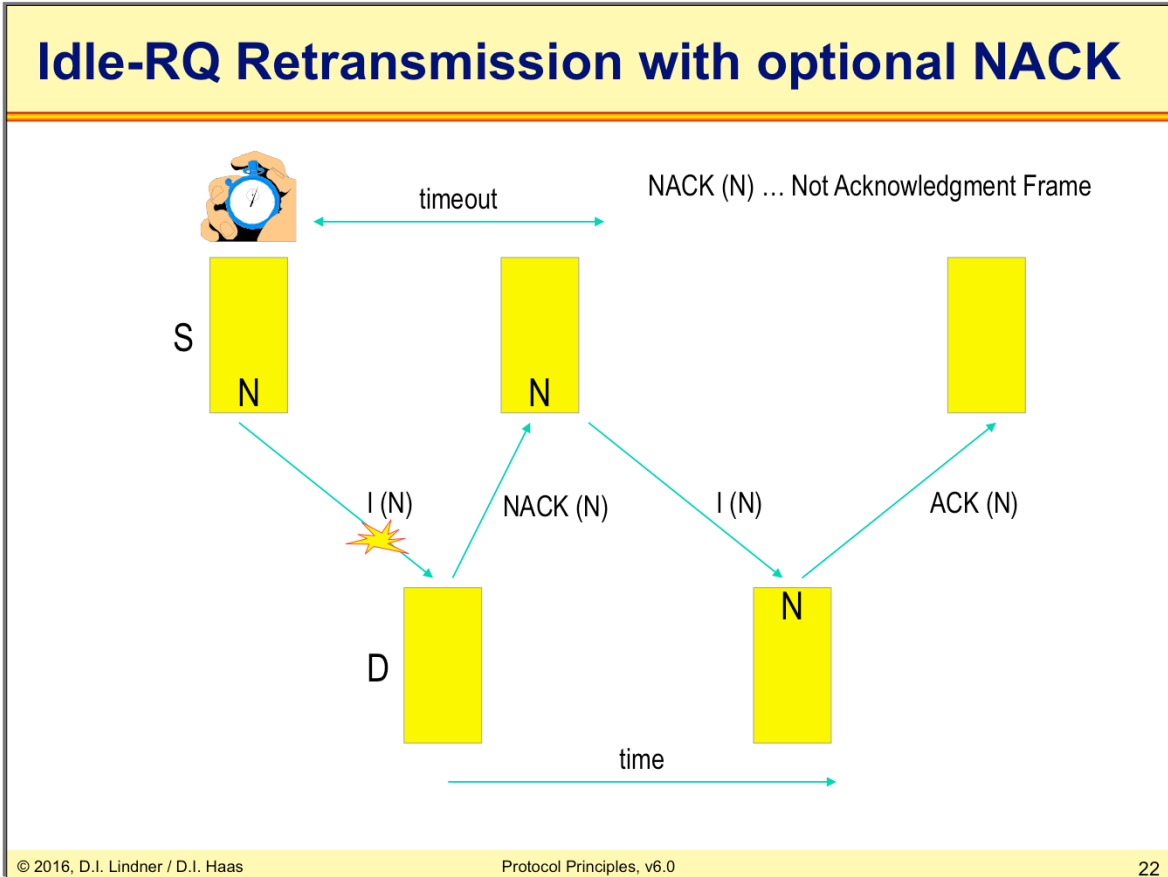 Idle-RQ Retransmission with optional NACK
timeout
NACK (N) … Not Acknowledgment Frame
S
N
N
I (N)
NACK (N)
I (N)
ACK (N)
D
N
time
© 2016, D.I. Lindner / D.I. Haas
Protocol Principles, v6.0
22